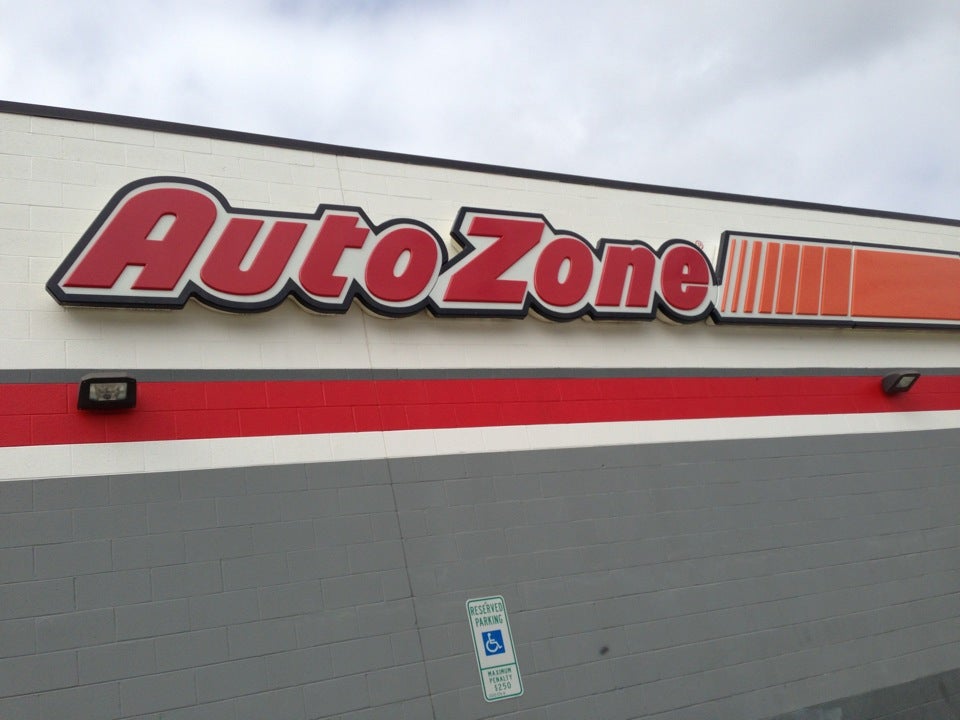 AutoZone
RESERVED
PARKING
MAXIMUM
PENALTY
$250